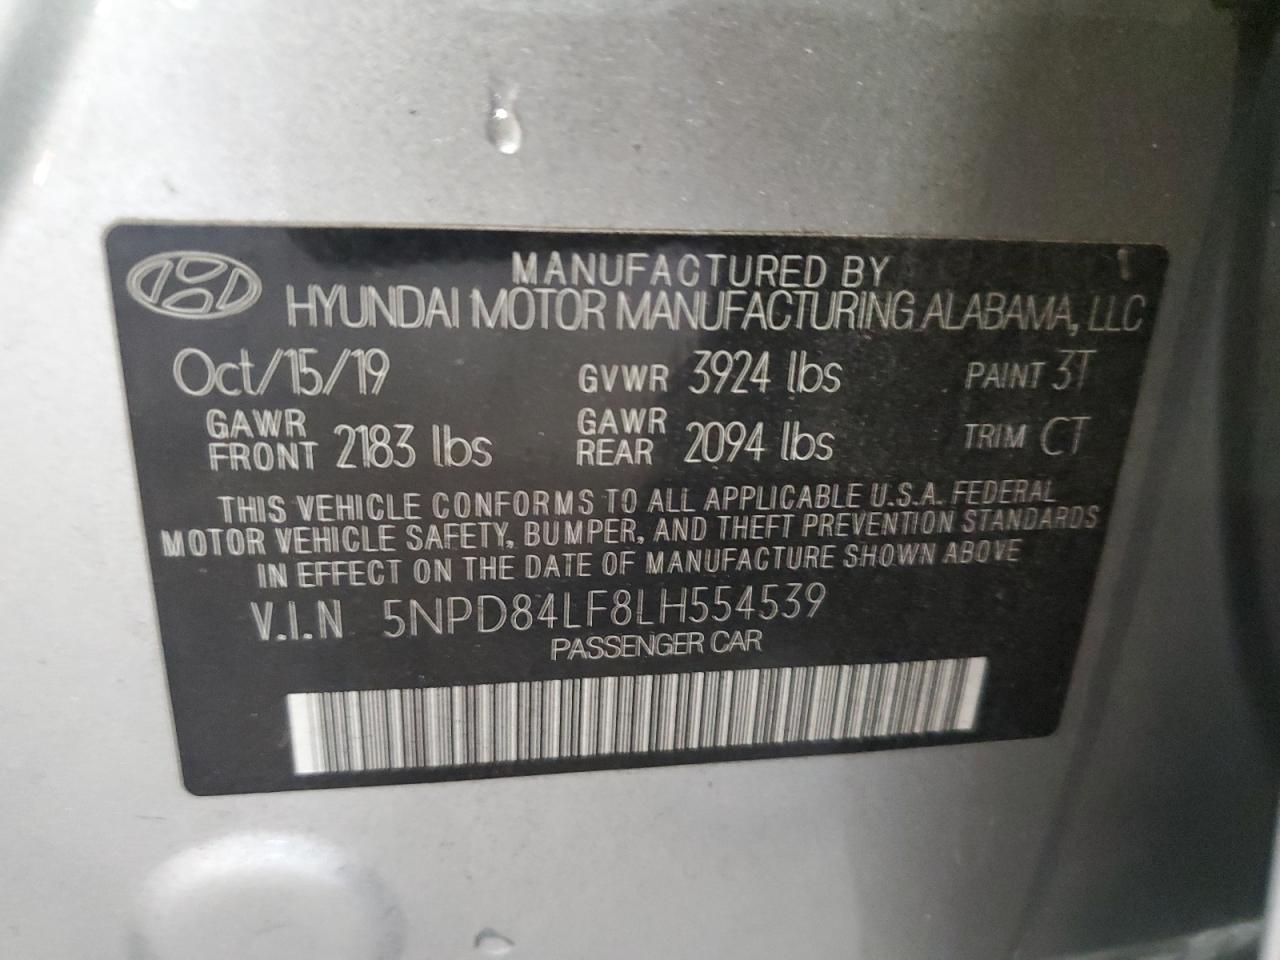 MANUFACTURED BY
HYUNDAI MOTOR MANUFACTURING ALABAMA, LLC
Oct/15/19 GVWR 3924 lbs PAINT 3T
GAWR FRONT 2183 lbs GAWR REAR 2094 lbs TRIM CT
THIS VEHICLE CONFORMS TO ALL APPLICABLE U.S.A. FEDERAL
MOTOR VEHICLE SAFETY, BUMPER, AND THEFT PREVENTION STANDARDS
IN EFFECT ON THE DATE OF MANUFACTURE SHOWN ABOVE
V.I.N 5NPD84LF8LH554539
PASSENGER CAR